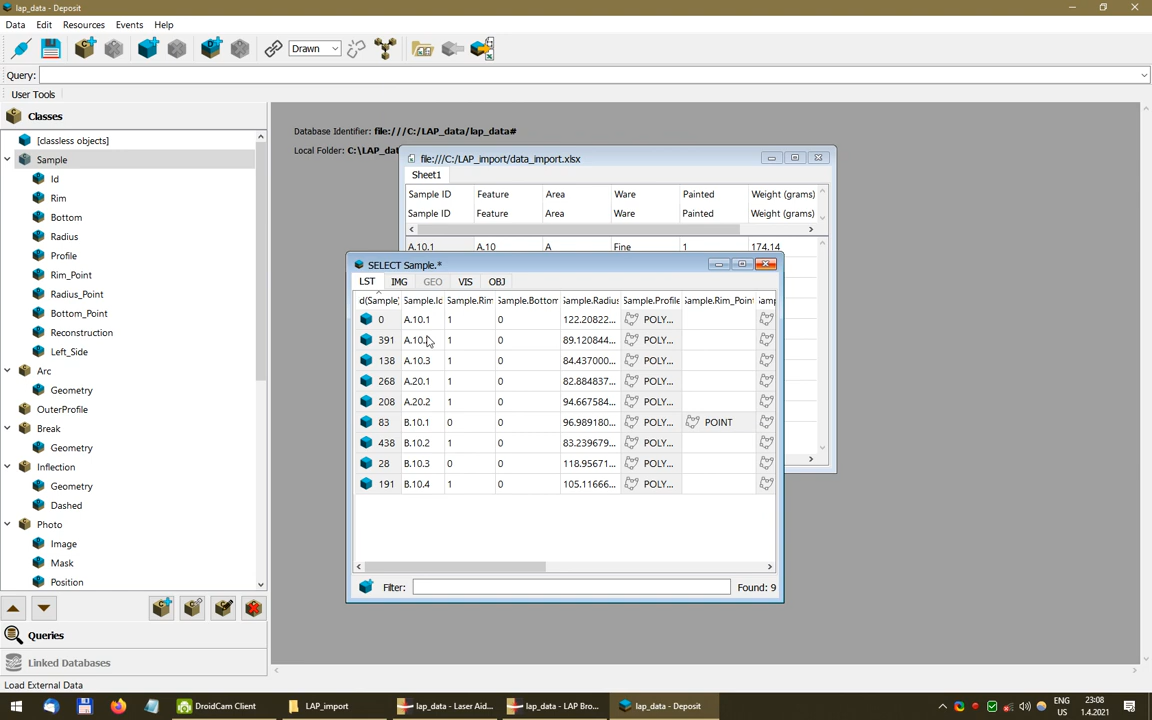 lap_data - Deposit
Data Edit Resources Events Help
Drawn
Query:
User Tools
Classes
[classless objects]
Sample
Id
Rim
Bottom
Radius
Profile
Rim_Point
Radius_Point
Bottom_Point
Reconstruction
Left_Side
Arc
Geometry
OuterProfile
Break
Geometry
Inflection
Geometry
Dashed
Photo
Image
Mask
Position
Queries
Linked Databases
Load External Data
Database Identifier: file:///C:/LAP_data/lap_data#
Local Folder: C:\LAP_dat
file:///C:/LAP_import/data_import.xlsx
Sheet1
Sample ID Feature Area Ware Painted Weight (grams)
Sample ID Feature Area Ware Painted Weight (grams)
A.10.1 A.10 A Fine 1 174.14
SELECT Sample.*
LST IMG GEO VIS OBJ
d(Sample) Sample.Id Sample.Rim Sample.Bottom Sample.Radius Sample.Profile Sample.Rim_Point Samp
0 A.10.1 1 0 122.20822... POLY...
391 A.10. 1 0 89.120844... POLY...
138 A.10.3 1 0 84.437000... POLY...
268 A.20.1 1 0 82.884837... POLY...
208 A.20.2 1 0 94.667584... POLY...
83 B.10.1 0 0 96.989180... POLY... POINT
438 B.10.2 1 0 83.239679... POLY...
28 B.10.3 0 0 118.95671... POLY...
191 B.10.4 1 0 105.11666... POLY...
Filter: Found: 9
DroidCam Client LAP_import lap_data - Laser Aid... lap_data - LAP Bro... lap_data - Deposit
ENG 23:08
US 1.4.2021